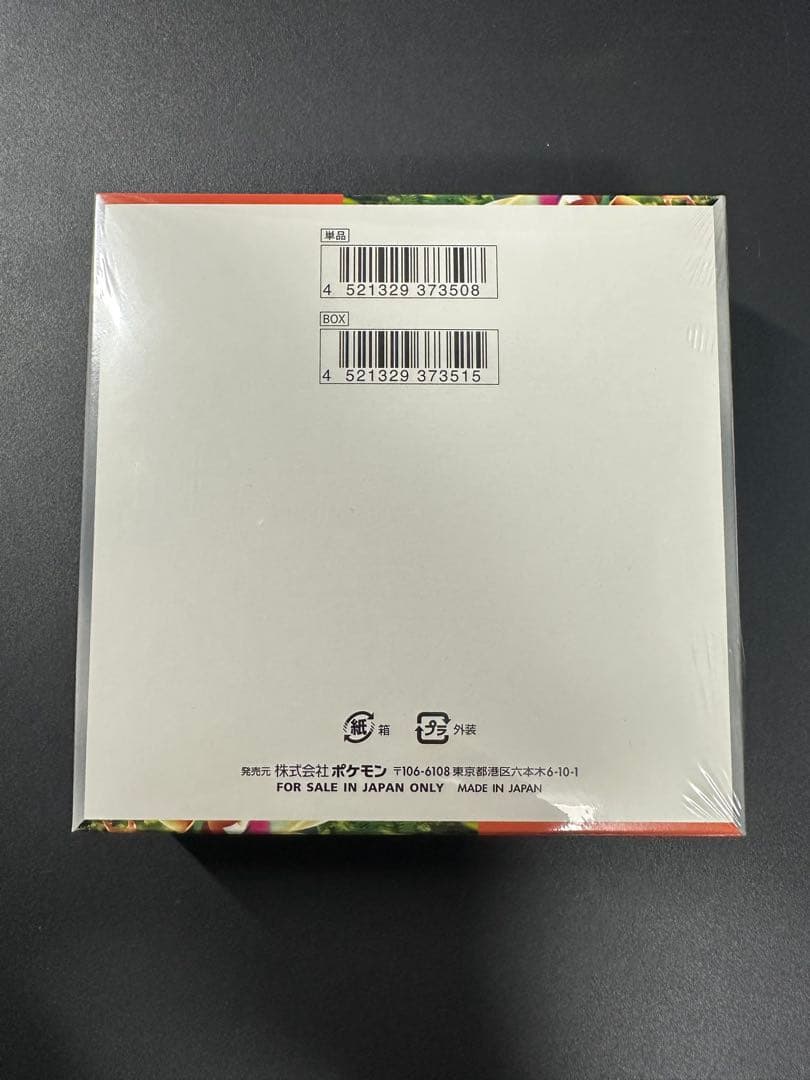 単品
4 521329 373508
BOX
4 521329 373515
紙 箱 プラ 外装
発売元 株式会社 ポケモン 〒106-6108 東京都港区六本木6-10-1
FOR SALE IN JAPAN ONLY MADE IN JAPAN